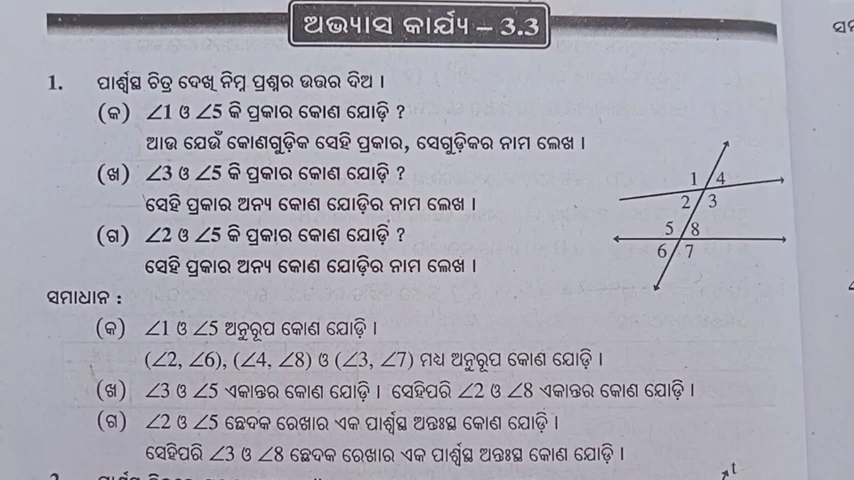 ଅଭ୍ୟାସ କାର୍ଯ୍ୟ – 3.3
1. ପାର୍ଶ୍ୱସ୍ଥ ଚିତ୍ର ଦେଖି ନିମ୍ନ ପ୍ରଶ୍ନର ଉତ୍ତର ଦିଅ ।
(କ) ∠1 ଓ ∠5 କି ପ୍ରକାର କୋଣ ଯୋଡ଼ି ?
ଆଉ ଯେଉଁ କୋଣଗୁଡ଼ିକ ସେହି ପ୍ରକାର, ସେଗୁଡ଼ିକର ନାମ ଲେଖ ।
(ଖ) ∠3 ଓ ∠5 କି ପ୍ରକାର କୋଣ ଯୋଡ଼ି ?
ସେହି ପ୍ରକାର ଅନ୍ୟ କୋଣ ଯୋଡ଼ିର ନାମ ଲେଖ ।
(ଗ) ∠2 ଓ ∠5 କି ପ୍ରକାର କୋଣ ଯୋଡ଼ି ?
ସେହି ପ୍ରକାର ଅନ୍ୟ କୋଣ ଯୋଡ଼ିର ନାମ ଲେଖ ।
1 4
2 3
5 8
6 7
ସମାଧାନ :
(କ) ∠1 ଓ ∠5 ଅନୁରୂପ କୋଣ ଯୋଡ଼ି ।
(∠2, ∠6), (∠4, ∠8) ଓ (∠3, ∠7) ମଧ୍ୟ ଅନୁରୂପ କୋଣ ଯୋଡ଼ି ।
(ଖ) ∠3 ଓ ∠5 ଏକାନ୍ତର କୋଣ ଯୋଡ଼ି । ସେହିପରି ∠2 ଓ ∠8 ଏକାନ୍ତର କୋଣ ଯୋଡ଼ି ।
(ଗ) ∠2 ଓ ∠5 ଛେଦକ ରେଖାର ଏକ ପାର୍ଶ୍ୱସ୍ଥ ଅନ୍ତଃସ୍ଥ କୋଣ ଯୋଡ଼ି ।
ସେହିପରି ∠3 ଓ ∠8 ଛେଦକ ରେଖାର ଏକ ପାର୍ଶ୍ୱସ୍ଥ ଅନ୍ତଃସ୍ଥ କୋଣ ଯୋଡ଼ି ।
t